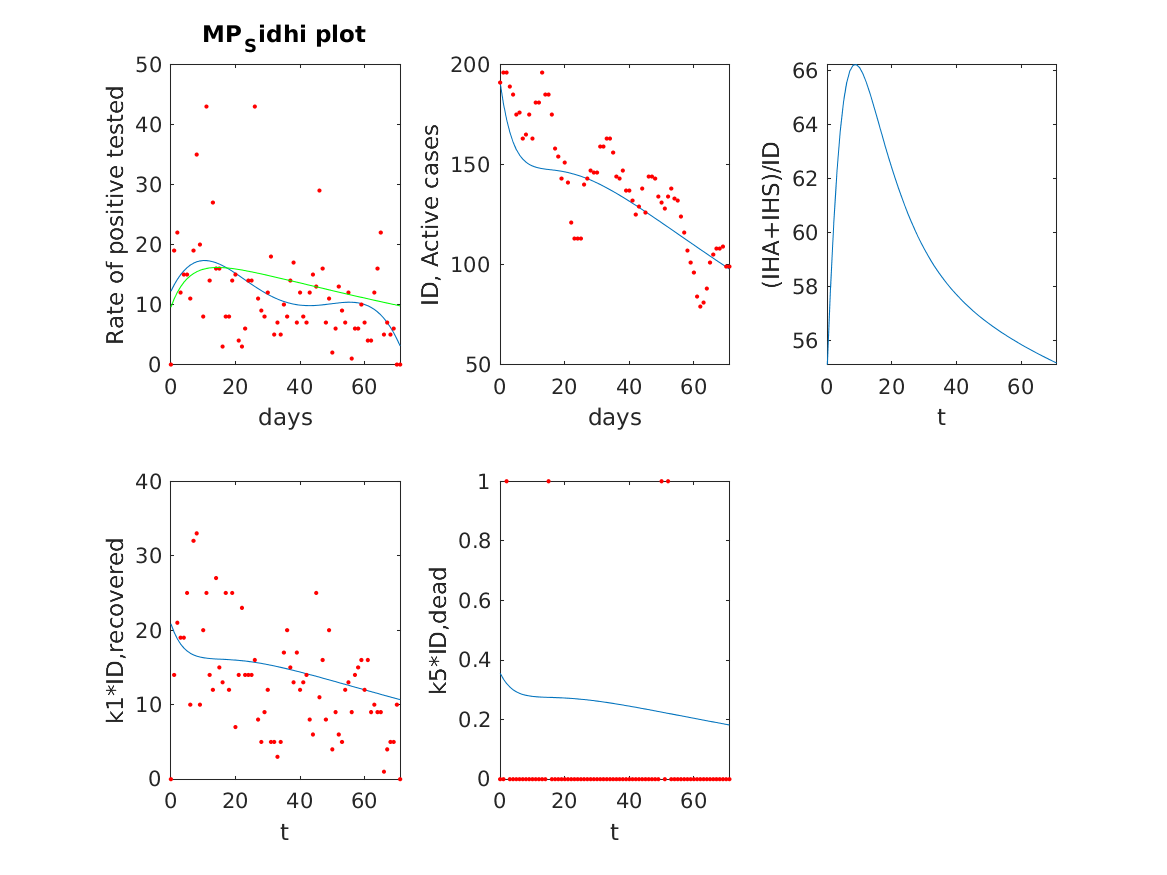 MP_Sidhi plot
Rate of positive tested
50
40
30
20
10
0
0 20 40 60
days
ID, Active cases
200
150
100
50
0 20 40 60
days
(IHA+IHS)/ID
66
64
62
60
58
56
0 20 40 60
t
k1*ID,recovered
40
30
20
10
0
0 20 40 60
t
k5*ID,dead
1
0.8
0.6
0.4
0.2
0
0 20 40 60
t